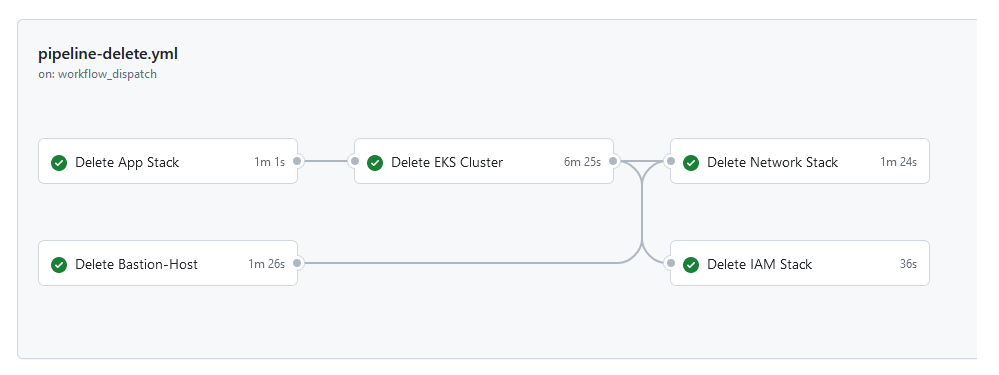 pipeline-delete.yml
on: workflow_dispatch
Delete App Stack 1m 1s
Delete EKS Cluster 6m 25s
Delete Network Stack 1m 24s
Delete Bastion-Host 1m 26s
Delete IAM Stack 36s